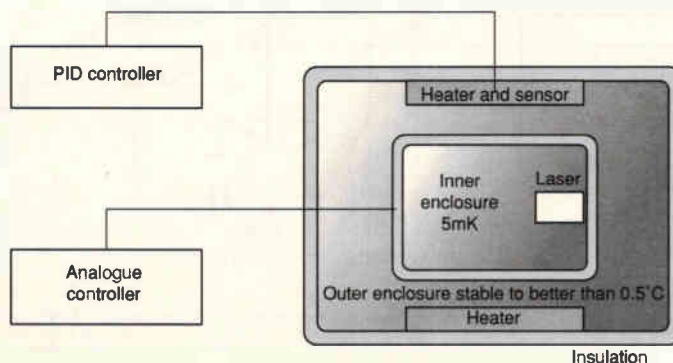 PID controller
Heater and sensor
Inner
enclosure
5mK
Laser
Analogue
controller
Outer enclosure stable to better than 0.5°C
Heater
Insulation